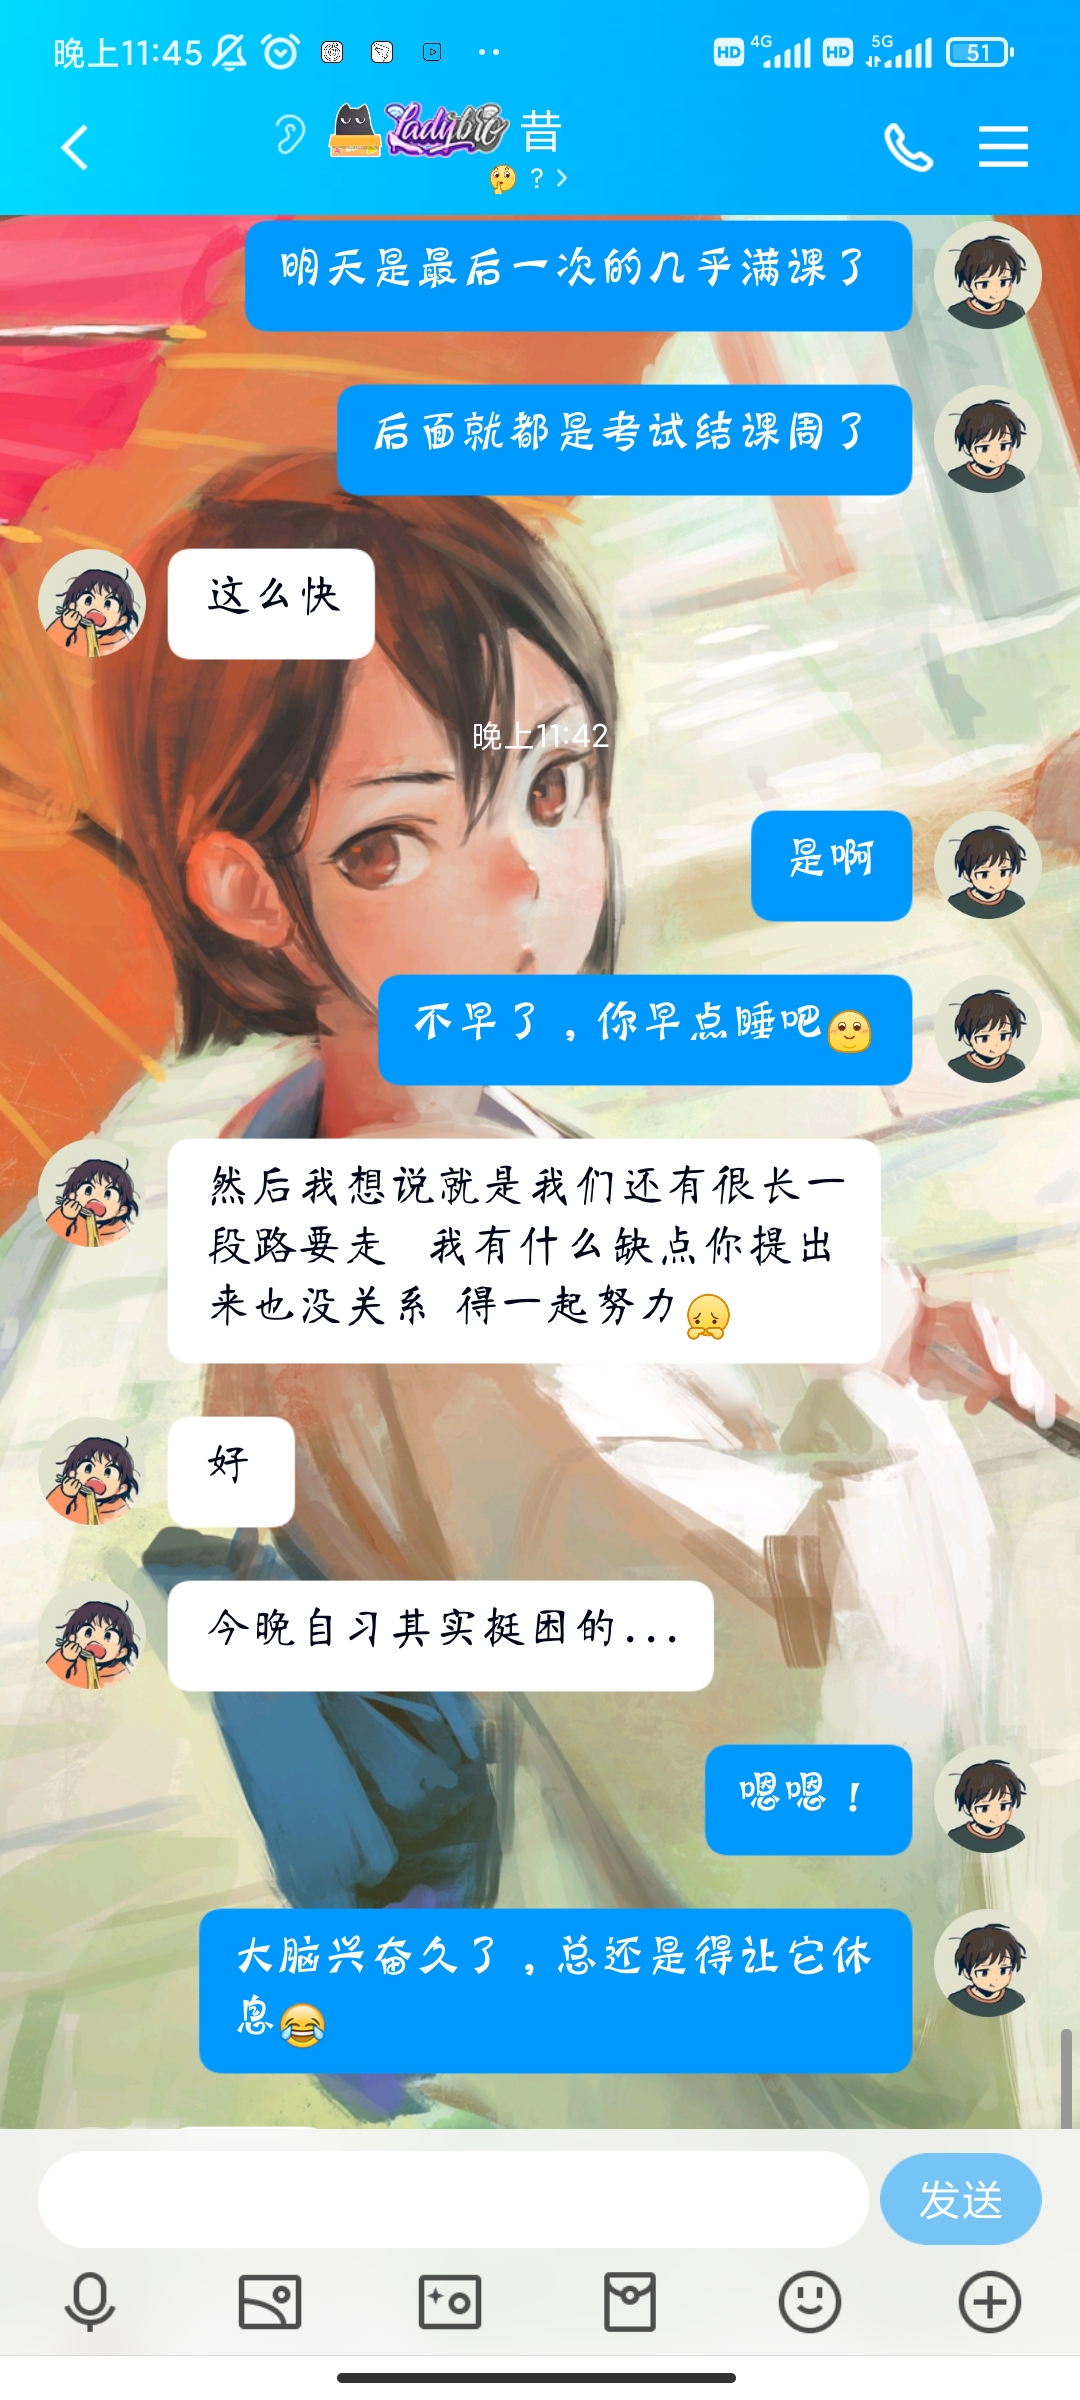 晚上11:45
HD 4G HD 5G 51
Ladybro 昔
?
明天是最后一次的几乎满课了
后面就都是考试结课周了
这么快
晚上11:42
是啊
不早了，你早点睡吧
然后我想说就是我们还有很长一
段路要走 我有什么缺点你提出
来也没关系 得一起努力
好
今晚自习其实挺困的...
嗯嗯！
大脑兴奋久了，总还是得让它休
息😂
发送